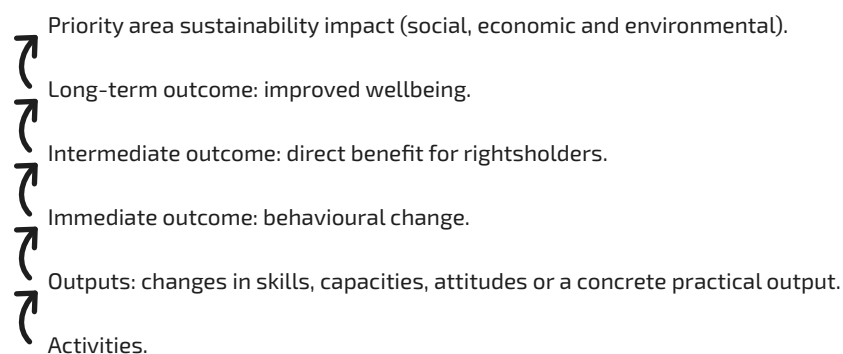 Priority area sustainability impact (social, economic and environmental).
Long-term outcome: improved wellbeing.
Intermediate outcome: direct benefit for rightsholders.
Immediate outcome: behavioural change.
Outputs: changes in skills, capacities, attitudes or a concrete practical output.
Activities.